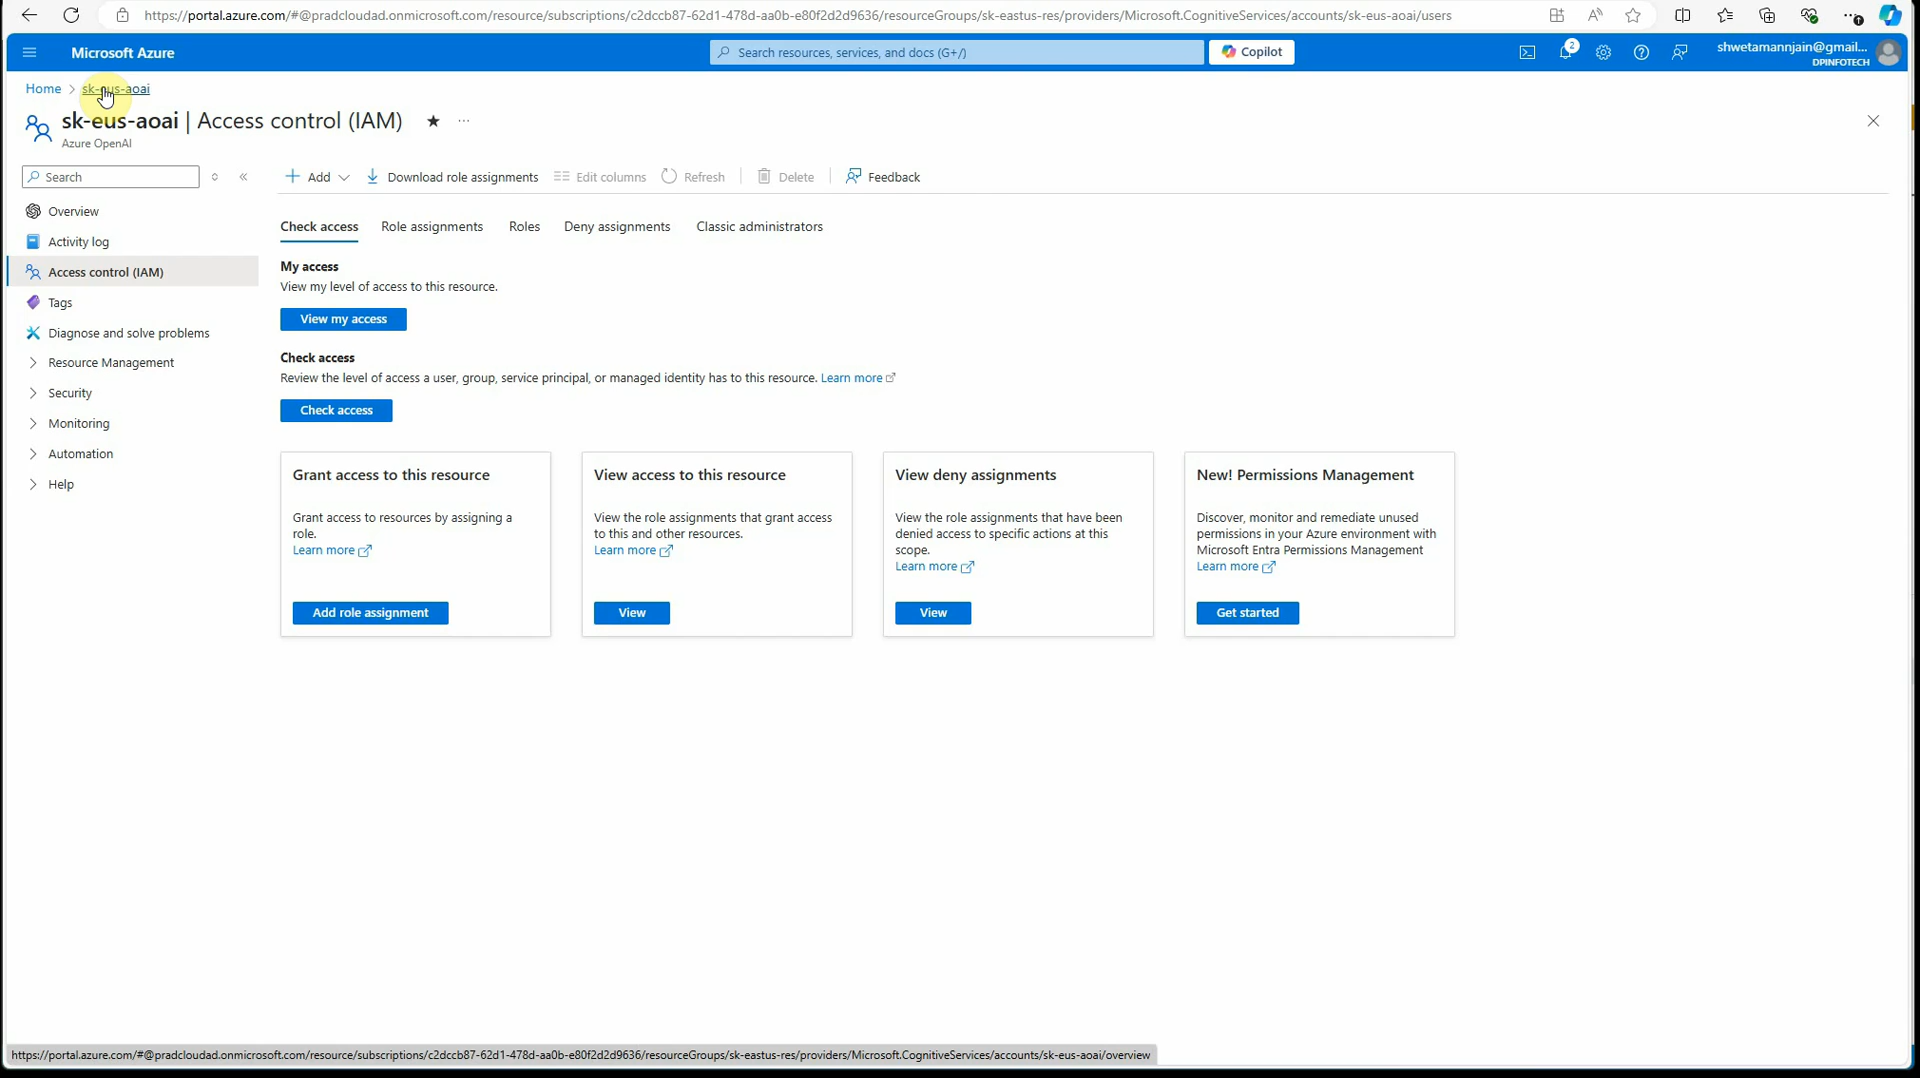 https://portal.azure.com/#@pradcloudad.onmicrosoft.com/resource/subscriptions/c2dccb87-62d1-478d-aa0b-e80f2d2d9636/resourceGroups/sk-eastus-res/providers/Microsoft.CognitiveServices/accounts/sk-eus-aoai/users
Microsoft Azure
Search resources, services, and docs (G+/)
Copilot
2
shwetamannjain@gmail...
DPINFOTECH
Home > sk-eus-aoai
sk-eus-aoai | Access control (IAM)
Azure OpenAI
Search
Add
Download role assignments
Edit columns
Refresh
Delete
Feedback
Overview
Activity log
Access control (IAM)
Tags
Diagnose and solve problems
Resource Management
Security
Monitoring
Automation
Help
Check access
Role assignments
Roles
Deny assignments
Classic administrators
My access
View my level of access to this resource.
View my access
Check access
Review the level of access a user, group, service principal, or managed identity has to this resource. Learn more
Check access
Grant access to this resource
Grant access to resources by assigning a
role.
Learn more
Add role assignment
View access to this resource
View the role assignments that grant access
to this and other resources.
Learn more
View
View deny assignments
View the role assignments that have been
denied access to specific actions at this
scope.
Learn more
View
New! Permissions Management
Discover, monitor and remediate unused
permissions in your Azure environment with
Microsoft Entra Permissions Management
Learn more
Get started
https://portal.azure.com/#@pradcloudad.onmicrosoft.com/resource/subscriptions/c2dccb87-62d1-478d-aa0b-e80f2d2d9636/resourceGroups/sk-eastus-res/providers/Microsoft.CognitiveServices/accounts/sk-eus-aoai/overview